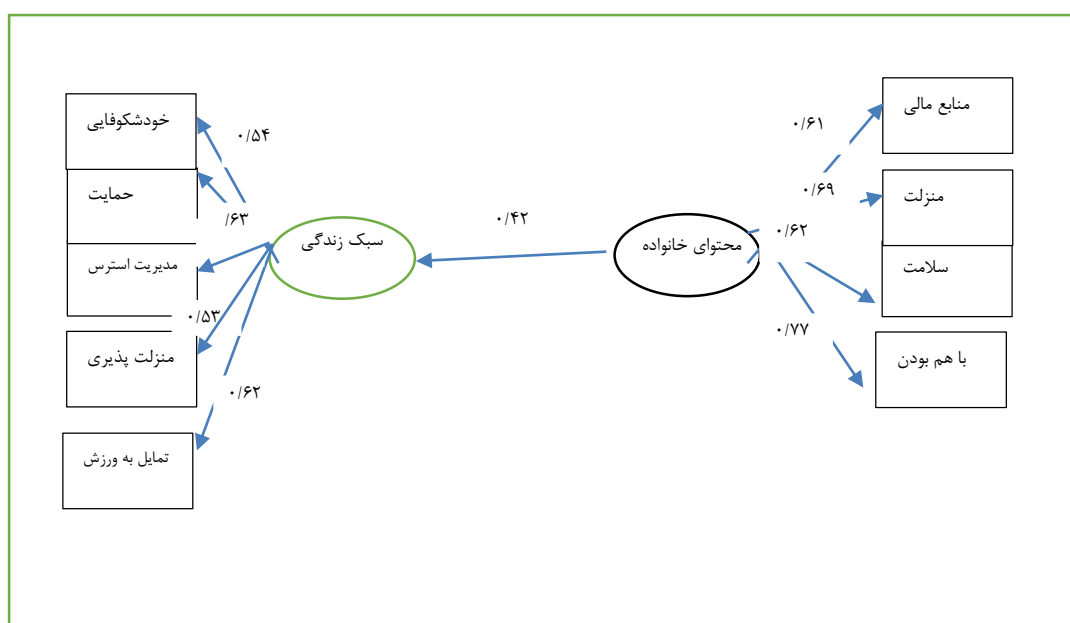 منابع مالی
۰/۶۱
منزلت
۰/۶۹
سلامت
۰/۶۲
با هم بودن
۰/۷۷
محتوای خانواده
۰/۴۲
سبک زندگی
خودشکوفایی
۰/۵۴
حمایت
/۶۳
مدیریت استرس
۰/۵۳
منزلت پذیری
۰/۶۲
تمایل به ورزش